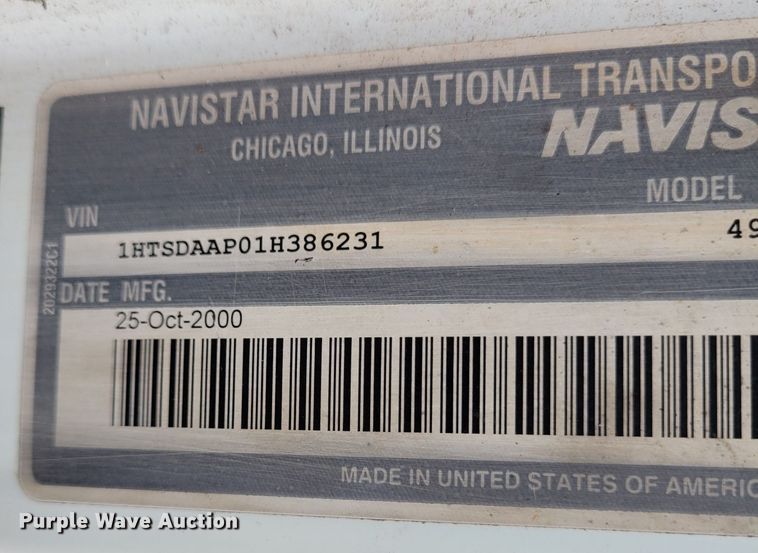 NAVISTAR INTERNATIONAL TRANSPO
CHICAGO, ILLINOIS
NAVIS
MODEL
VIN
1HTSDAAP01H386231
49
DATE MFG.
25-Oct-2000
2029322C1
MADE IN UNITED STATES OF AMERIC
Purple Wave Auction